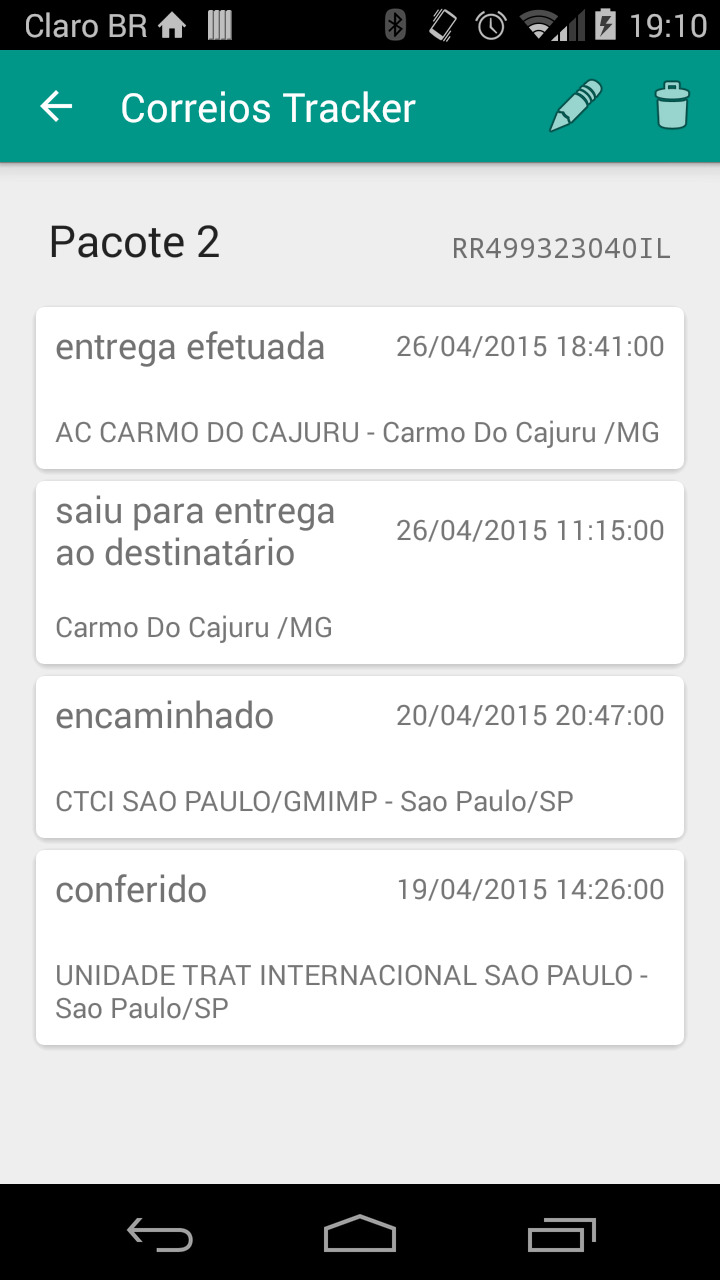 Claro BR 19:10
Correios Tracker
Pacote 2 RR499323040IL
entrega efetuada 26/04/2015 18:41:00
AC CARMO DO CAJURU - Carmo Do Cajuru /MG
saiu para entrega
ao destinatário 26/04/2015 11:15:00
Carmo Do Cajuru /MG
encaminhado 20/04/2015 20:47:00
CTCI SAO PAULO/GMIMP - Sao Paulo/SP
conferido 19/04/2015 14:26:00
UNIDADE TRAT INTERNACIONAL SAO PAULO -
Sao Paulo/SP